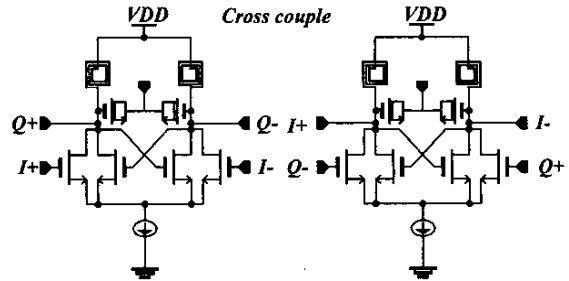 VDD Cross couple VDD
Q+ Q- I+ I-
I+ I- Q- Q+